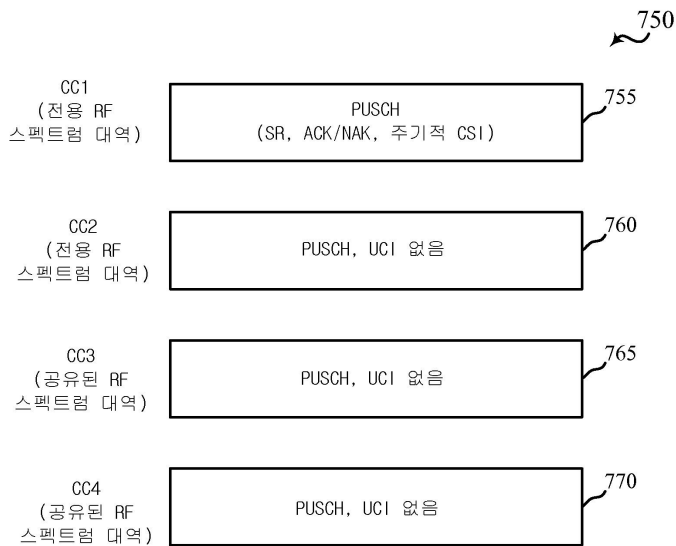 750
CC1
(전용 RF
스펙트럼 대역)
PUSCH
(SR, ACK/NAK, 주기적 CSI)
755
CC2
(전용 RF
스펙트럼 대역)
PUSCH, UCI 없음
760
CC3
(공유된 RF
스펙트럼 대역)
PUSCH, UCI 없음
765
CC4
(공유된 RF
스펙트럼 대역)
PUSCH, UCI 없음
770